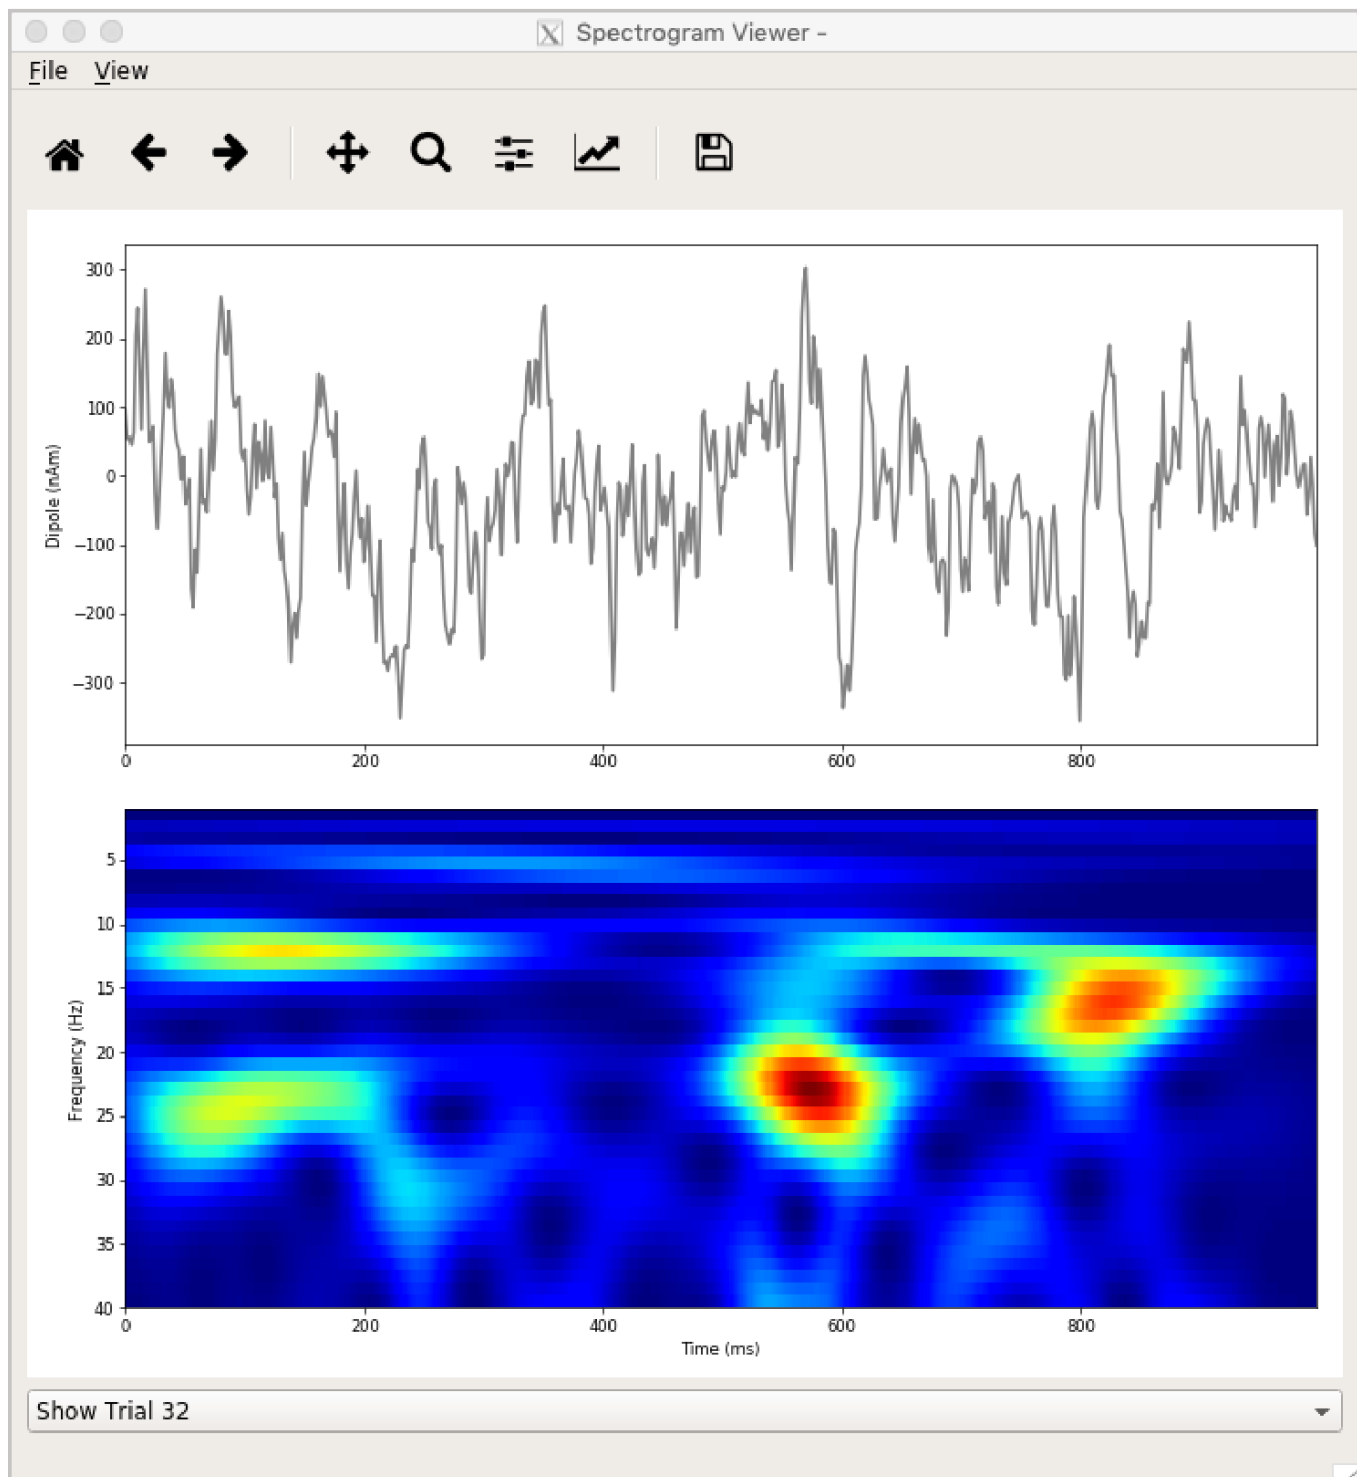 Spectrogram Viewer -
File View
300
200
100
0
−100
−200
−300
Dipole (nAm)
0 200 400 600 800
5
10
15
20
25
30
35
40
Frequency (Hz)
0 200 400 600 800
Time (ms)
Show Trial 32